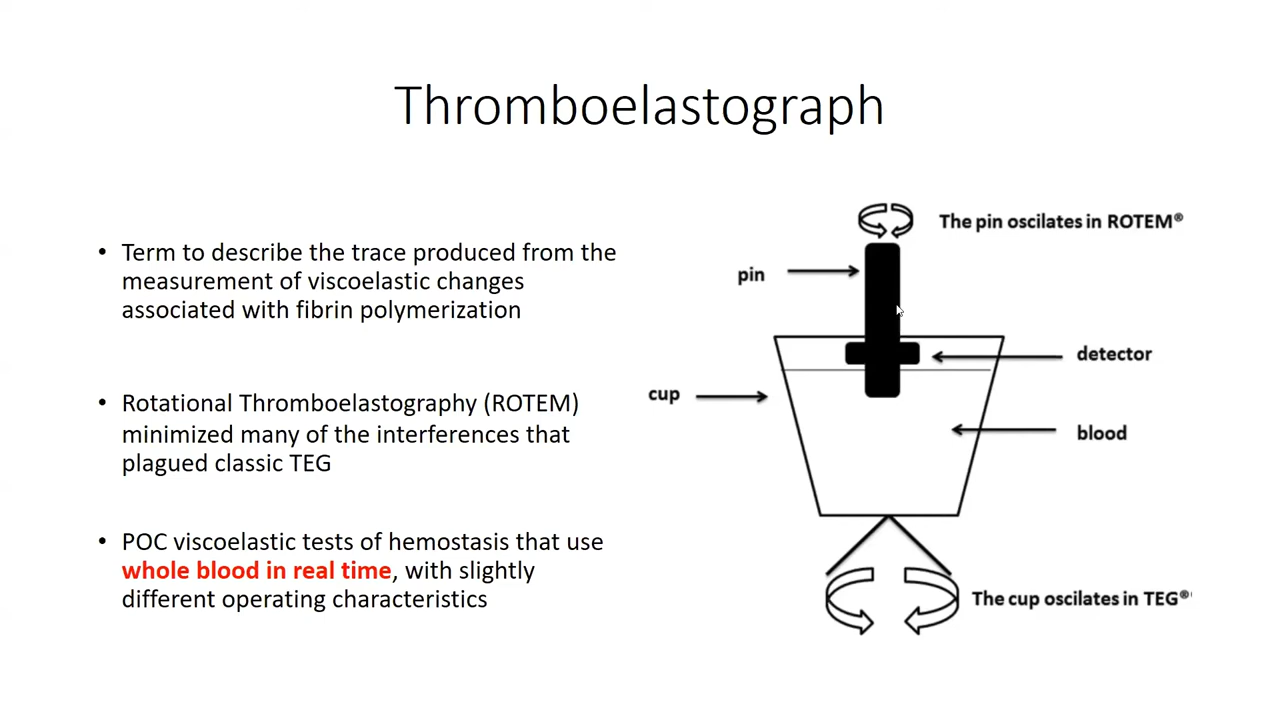 Thromboelastograph
• Term to describe the trace produced from the
measurement of viscoelastic changes
associated with fibrin polymerization
• Rotational Thromboelastography (ROTEM)
minimized many of the interferences that
plagued classic TEG
• POC viscoelastic tests of hemostasis that use
whole blood in real time, with slightly
different operating characteristics
The pin oscilates in ROTEM®
pin
detector
cup
blood
The cup oscilates in TEG®'